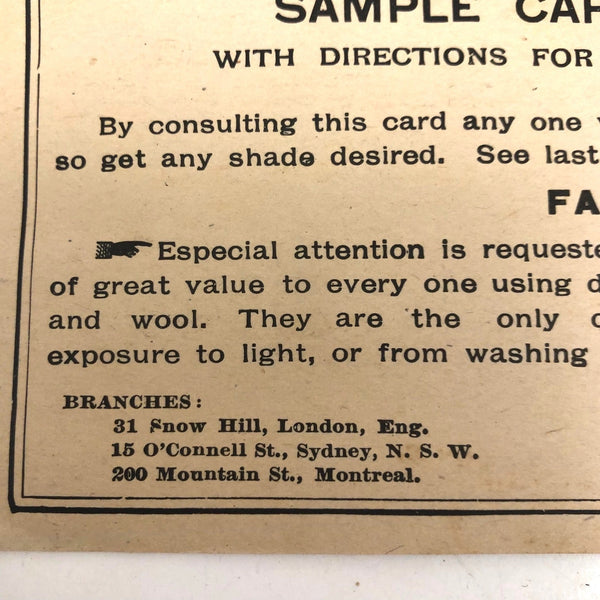 SAMPLE CAR
WITH DIRECTIONS FOR
By consulting this card any one
so get any shade desired. See last
FA
Especial attention is requeste
of great value to every one using d
and wool. They are the only
exposure to light, or from washing
BRANCHES:
31 Snow Hill, London, Eng.
15 O'Connell St., Sydney, N. S. W.
200 Mountain St., Montreal.